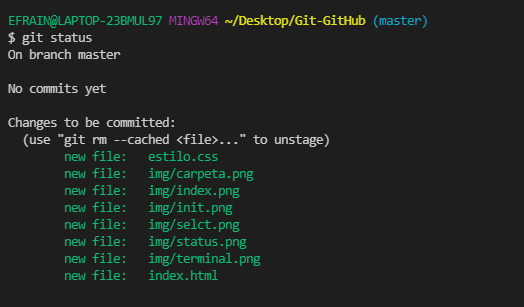 EFRAIN@LAPTOP-23BMUL97 MINGW64 ~/Desktop/Git-GitHub (master)
$ git status
On branch master

No commits yet

Changes to be committed:
  (use "git rm --cached <file>..." to unstage)
        new file:   estilo.css
        new file:   img/carpeta.png
        new file:   img/index.png
        new file:   img/init.png
        new file:   img/selct.png
        new file:   img/status.png
        new file:   img/terminal.png
        new file:   index.html